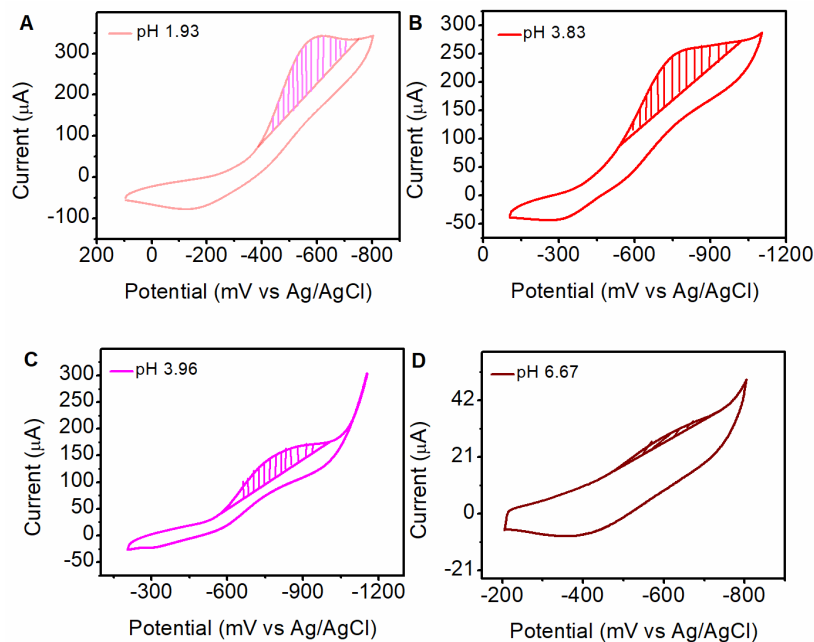 A
pH 1.93
300
200
100
0
-100
200 0 -200 -400 -600 -800
Current (μA)
Potential (mV vs Ag/AgCl)
B
pH 3.83
300
250
200
150
100
50
0
-50
0 -300 -600 -900 -1200
Current (μA)
Potential (mV vs Ag/AgCl)
C
pH 3.96
300
250
200
150
100
50
0
-50
-300 -600 -900 -1200
Current (μA)
Potential (mV vs Ag/AgCl)
D
pH 6.67
42
21
0
-21
-200 -400 -600 -800
Current (μA)
Potential (mV vs Ag/AgCl)